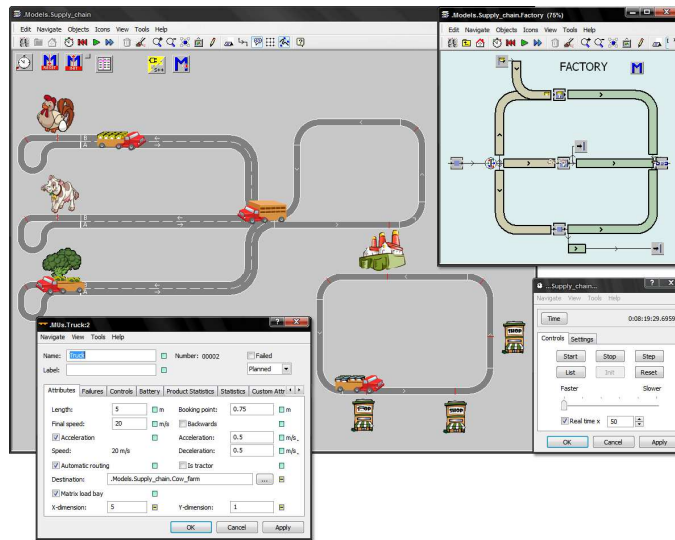 .Models.Supply_chain
Edit Navigate Objects Icons View Tools Help
.Models.Supply_chain.Factory (75%)
Edit Navigate Objects Icons View Tools Help
FACTORY
M
M M M
B
A
B
A
A
SHOP
SHOP
SHOP
.MUs.Truck:2
Navigate View Tools Help
Name: Truck Number: 00002 Failed
Label: Planned
Attributes Failures Controls Battery Product Statistics Statistics Custom Attr
Length: 5 m Booking point: 0.75 m
Final speed: 20 m/s Backwards
Acceleration Acceleration: 0.5 m/s_
Speed: 20 m/s Deceleration: 0.5 m/s_
Automatic routing Is tractor
Destination: .Models.Supply_chain.Cow_farm ...
Matrix load bay
X-dimension: 5 Y-dimension: 1
OK Cancel Apply
...Supply_chain...
Navigate View Tools Help
Time 0:08:19:29.6959
Controls Settings
Start Stop Step
List Init Reset
Faster Slower
Real time x 50
OK Cancel Apply